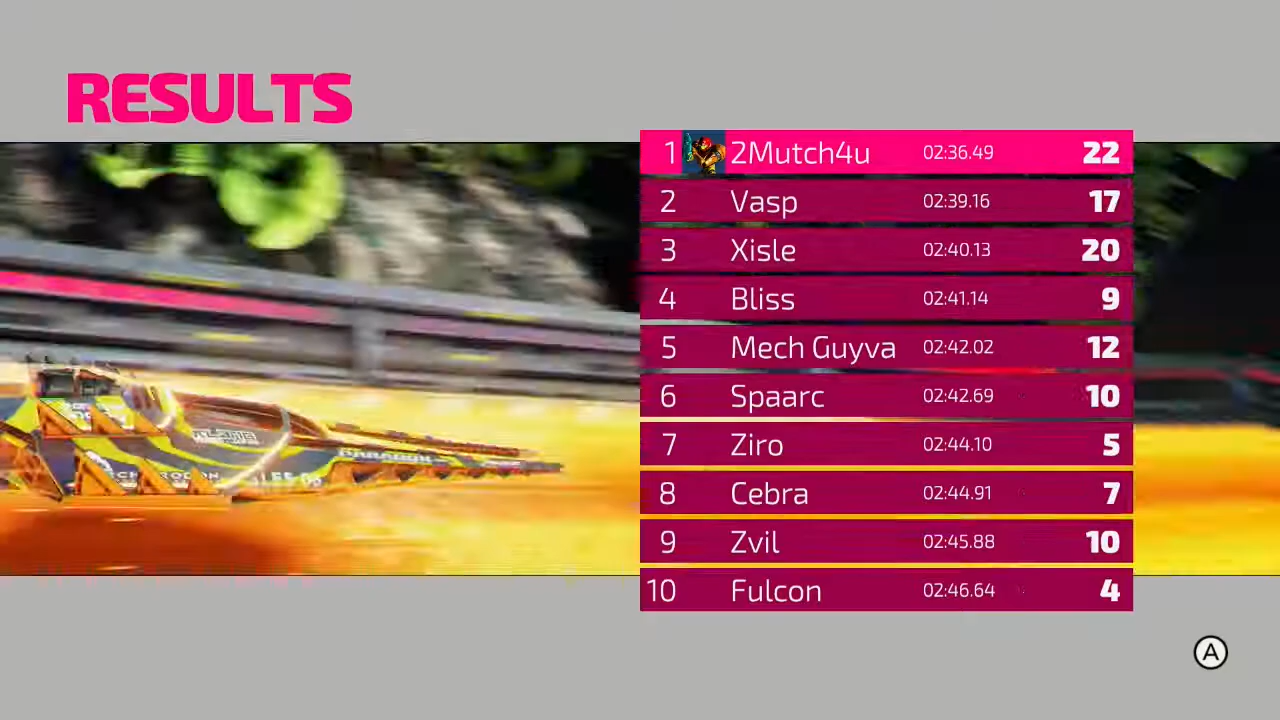 RESULTS
1 2Mutch4u 02:36.49 22
2 Vasp 02:39.16 17
3 Xisle 02:40.13 20
4 Bliss 02:41.14 9
5 Mech Guyva 02:42.02 12
6 Spaarc 02:42.69 10
7 Ziro 02:44.10 5
8 Cebra 02:44.91 7
9 Zvil 02:45.88 10
10 Fulcon 02:46.64 4
A